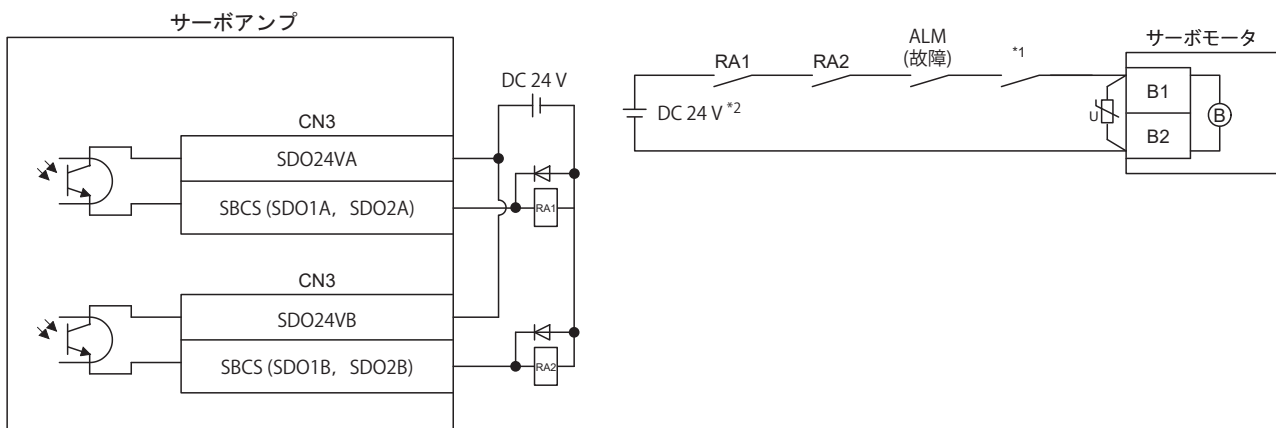 サーボアンプ
DC 24 V
CN3
SDO24VA
SBCS (SDO1A, SDO2A)
RA1
CN3
SDO24VB
SBCS (SDO1B, SDO2B)
RA2
RA1
RA2
ALM
(故障)
*1
サーボモータ
DC 24 V *2
U
B1
B2
B